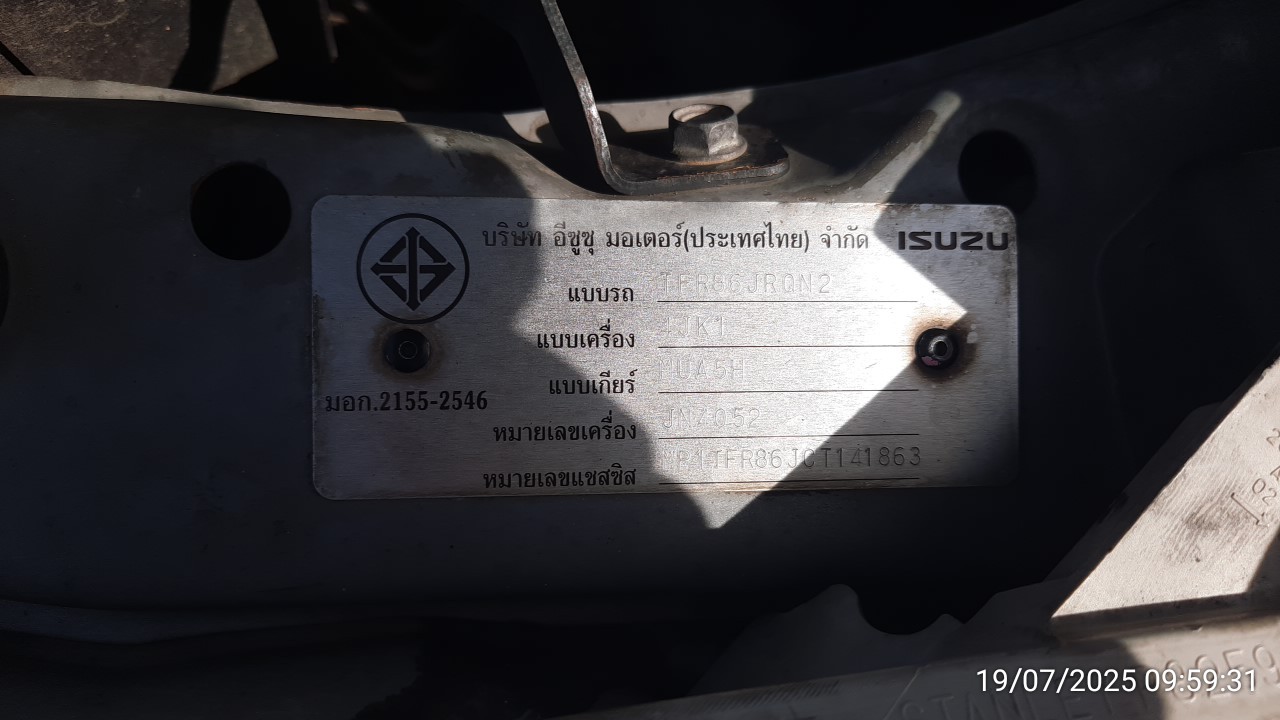 บริษัท อีซูซุ มอเตอร์(ประเทศไทย) จำกัด ISUZU
แบบรถ TFR86JRQN2
แบบเครื่อง
แบบเกียร์ MUA5H
มอก.2155-2546
หมายเลขเครื่อง
หมายเลขแชสซิส
19/07/2025 09:59:31